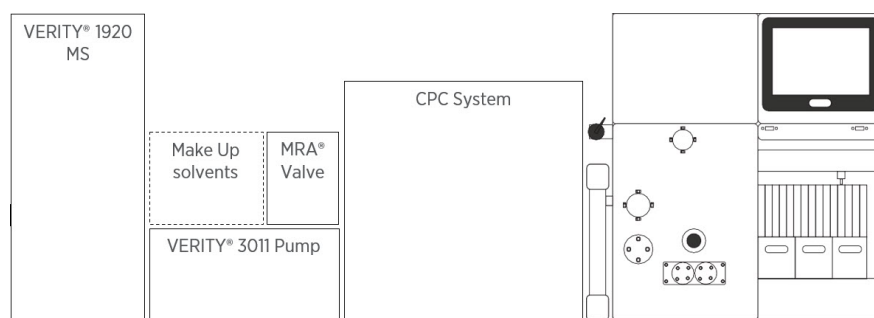 VERITY® 1920
MS
Make Up
solvents
MRA®
Valve
VERITY® 3011 Pump
CPC System